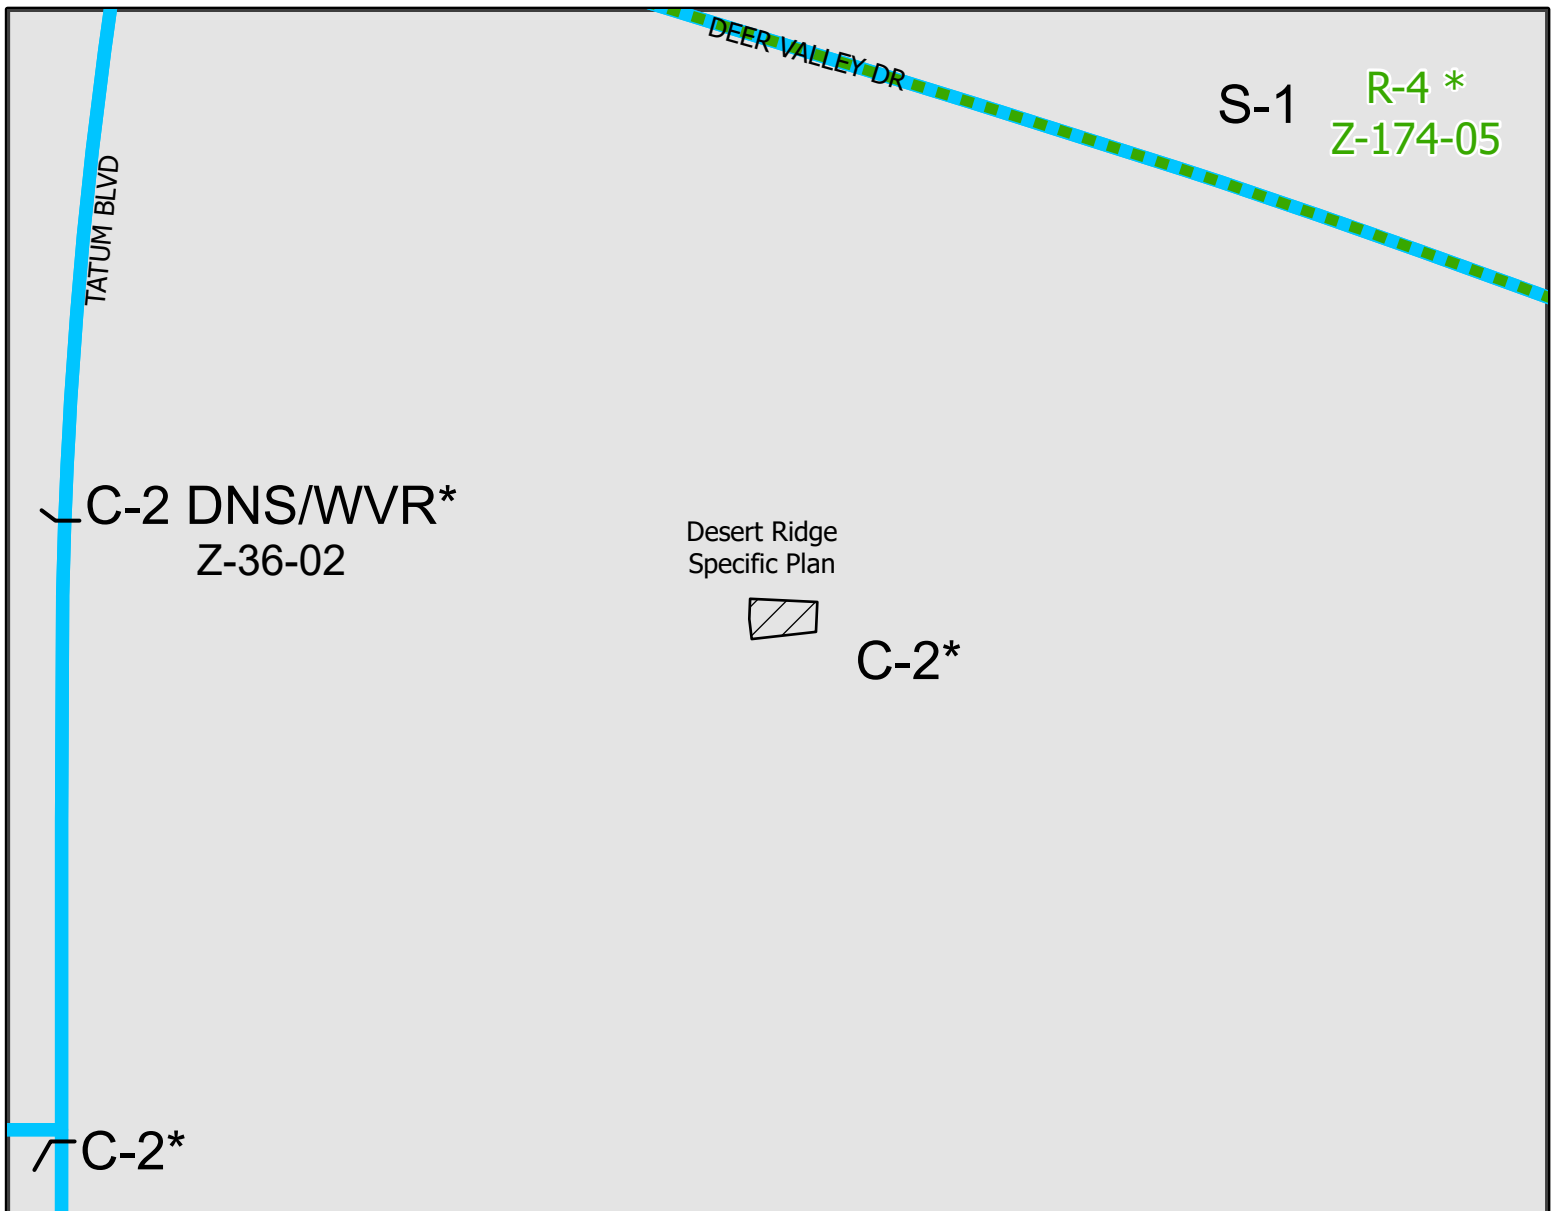 DEER VALLEY DR
S-1
R-4 *
Z-174-05
TATUM BLVD
C-2 DNS/WVR*
Z-36-02
Desert Ridge
Specific Plan
C-2*
C-2*